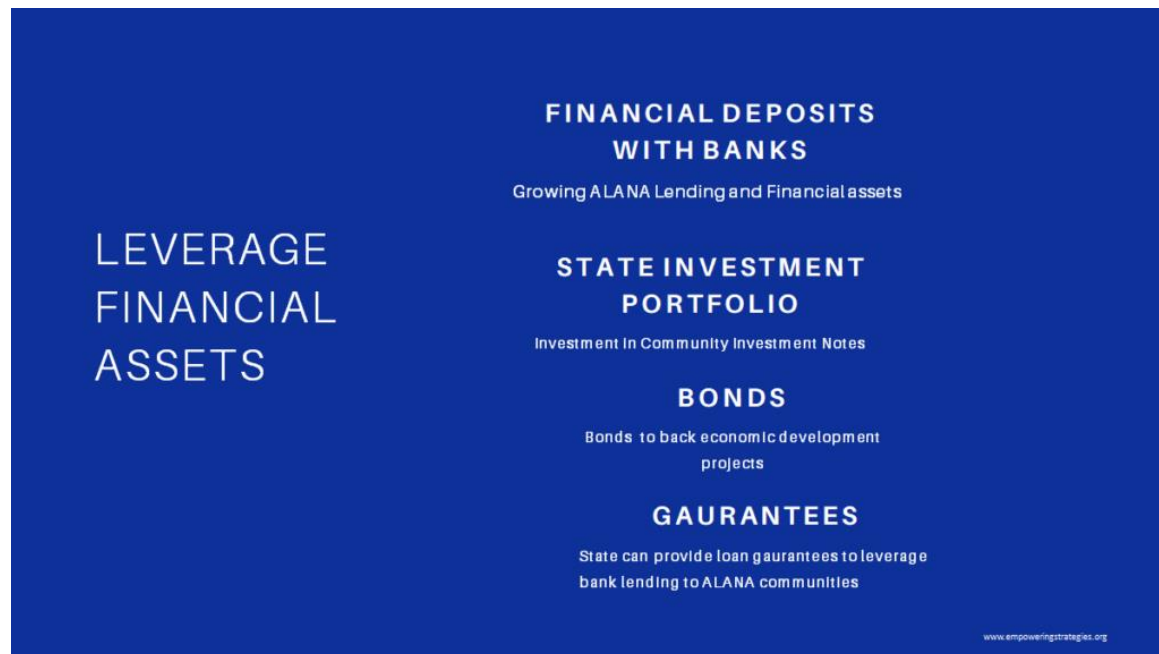 LEVERAGE
FINANCIAL
ASSETS
FINANCIAL DEPOSITS
WITH BANKS
Growing ALANA Lending and Financial assets
STATE INVESTMENT
PORTFOLIO
Investment in Community Investment Notes
BONDS
Bonds to back economic development
projects
GAURANTEES
State can provide loan gaurantees to leverage
bank lending to ALANA communities
www.empoweringstrategies.org